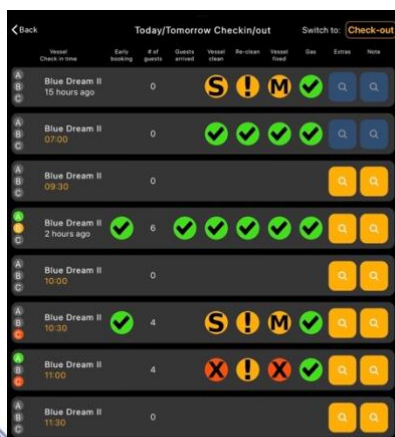 Back Today/Tomorrow Checkin/out Switch to: Check-out
Vessel Check in time Early booking # of guests Guests arrived Vessel clean Re-clean Vessel fixed Gas Extras Note
A
B
C
Blue Dream II
15 hours ago
0 S ! M
A
B
C
Blue Dream II
07:00
0
A
B
C
Blue Dream II
09:30
0
A
B
C
Blue Dream II
2 hours ago
6
A
B
C
Blue Dream II
10:00
0
A
B
C
Blue Dream II
10:30
4 S ! M
A
B
C
Blue Dream II
11:00
4 X ! X
A
B
C
Blue Dream II
11:30
0